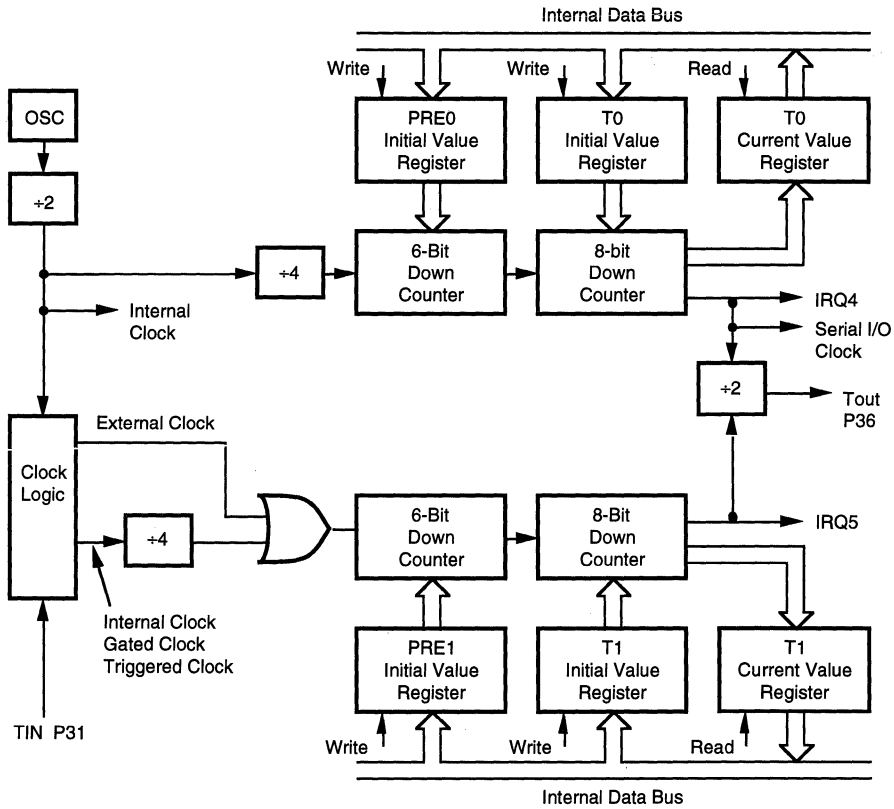 Internal Data Bus
Write
Write
Read
OSC
PRE0
Initial Value
Register
T0
Initial Value
Register
T0
Current Value
Register
÷2
÷4
6-Bit
Down
Counter
8-bit
Down
Counter
Internal
Clock
IRQ4
Serial I/O
Clock
÷2
Tout
P36
External Clock
Clock
Logic
÷4
6-Bit
Down
Counter
8-Bit
Down
Counter
IRQ5
Internal Clock
Gated Clock
Triggered Clock
PRE1
Initial Value
Register
T1
Initial Value
Register
T1
Current Value
Register
TIN P31
Write
Write
Read
Internal Data Bus